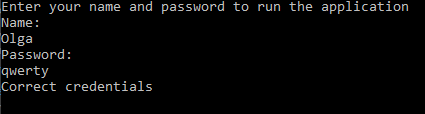 Enter your name and password to run the application
Name:
Olga
Password:
qwerty
Correct credentials